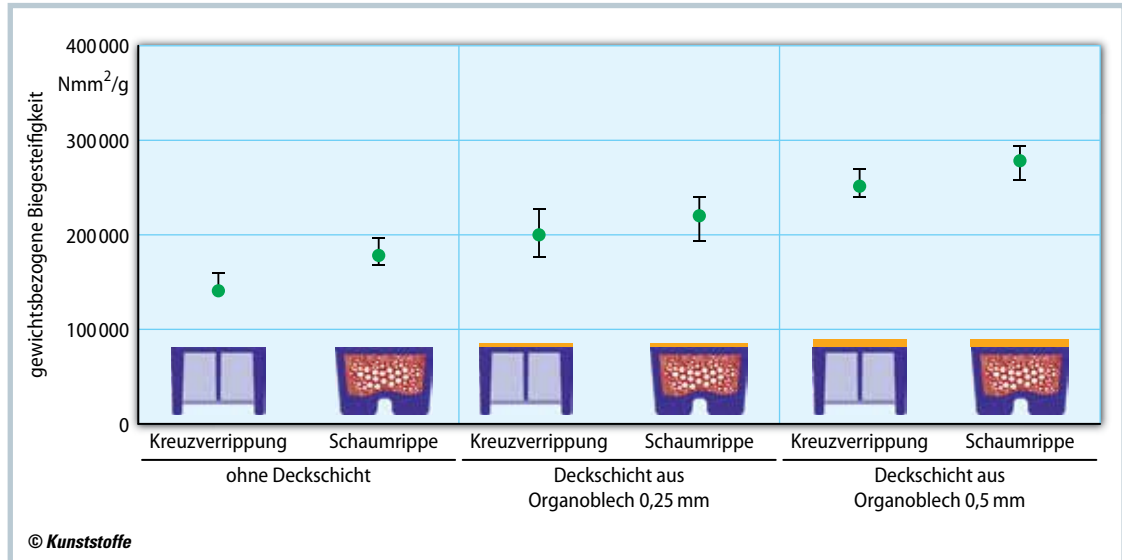 gewichtsbezogene Biegesteifigkeit
400 000
Nmm²/g
300 000
200 000
100 000
0
Kreuzverrippung Schaumrippe Kreuzverrippung Schaumrippe Kreuzverrippung Schaumrippe
ohne Deckschicht
Deckschicht aus
Organoblech 0,25 mm
Deckschicht aus
Organoblech 0,5 mm
© Kunststoffe